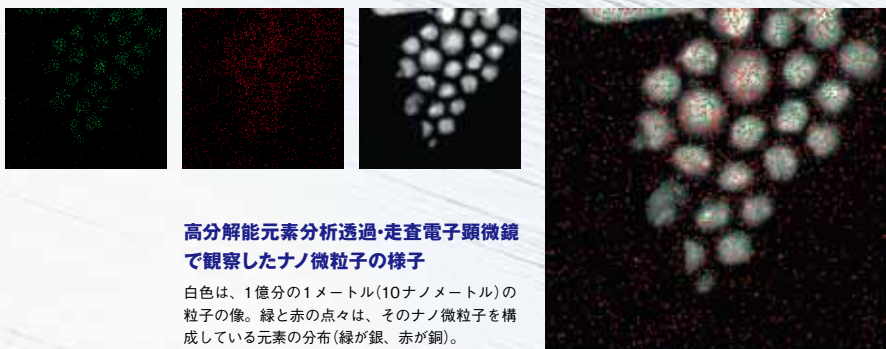 高分解能元素分析透過・走査電子顕微鏡
で観察したナノ微粒子の様子
白色は、1億分の1メートル(10ナノメートル)の
粒子の像。緑と赤の点々は、そのナノ微粒子を構
成している元素の分布(緑が銀、赤が銅)。